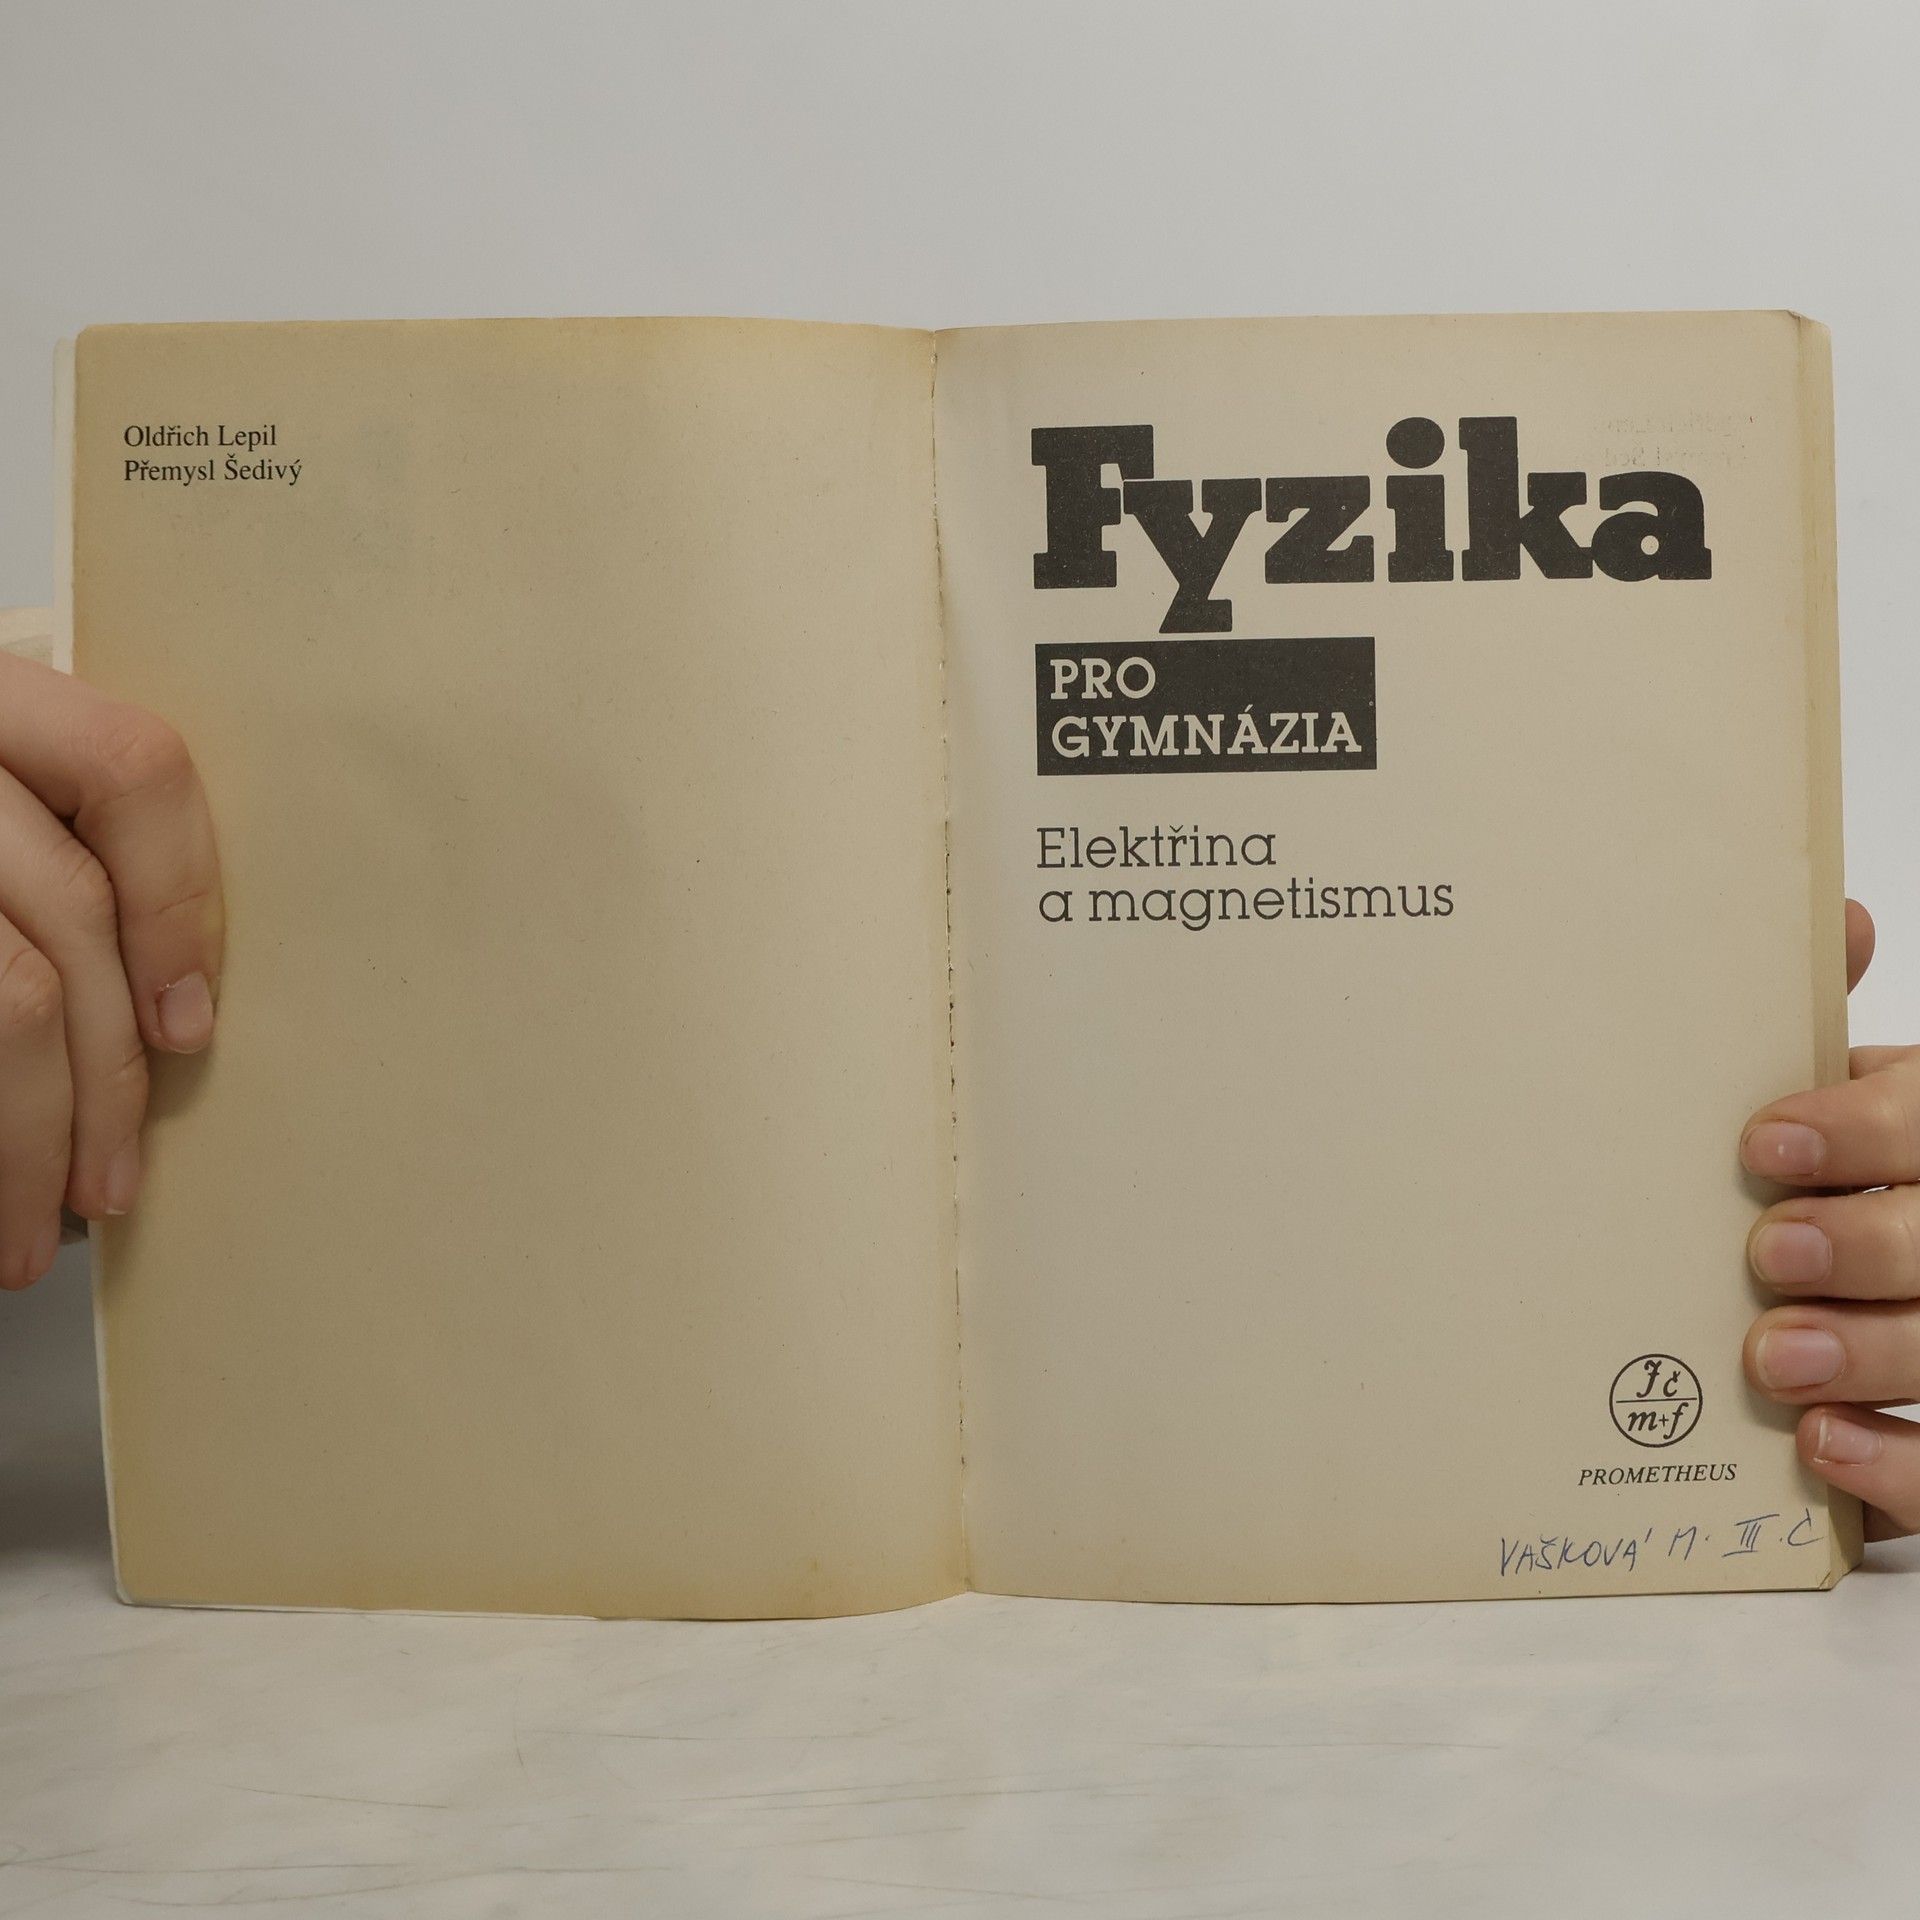 Oldřich Lepil
Přemysl Šedivý
Fyzika
PRO
GYMNÁZIA
Elektřina
a magnetismus
Jč
m+f
PROMETHEUS
VAŠKOVÁ M. III.C